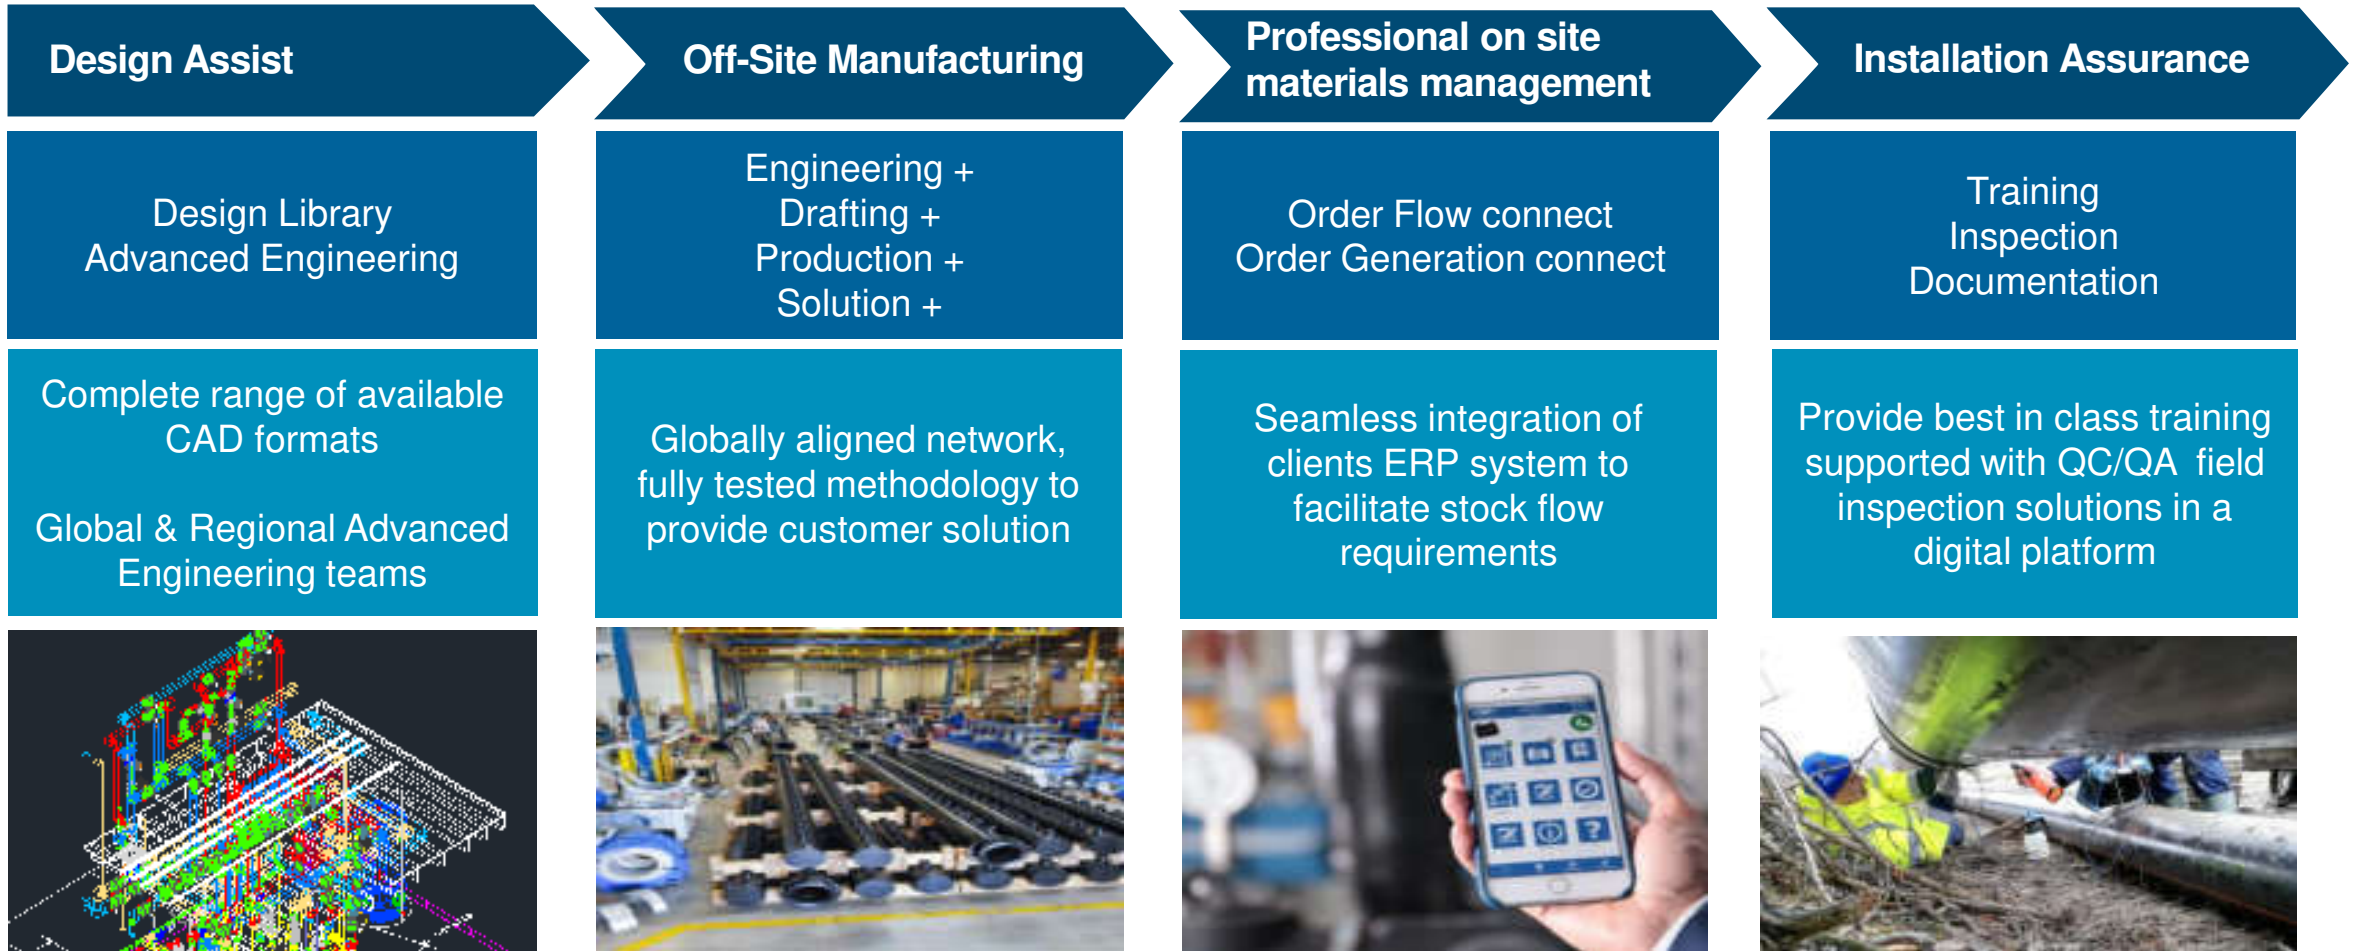 Design Assist
Off-Site Manufacturing
Professional on site
materials management
Installation Assurance
Design Library
Advanced Engineering
Engineering +
Drafting +
Production +
Solution +
Order Flow connect
Order Generation connect
Training
Inspection
Documentation
Complete range of available
CAD formats
Global & Regional Advanced
Engineering teams
Globally aligned network,
fully tested methodology to
provide customer solution
Seamless integration of
clients ERP system to
facilitate stock flow
requirements
Provide best in class training
supported with QC/QA  field
inspection solutions in a
digital platform